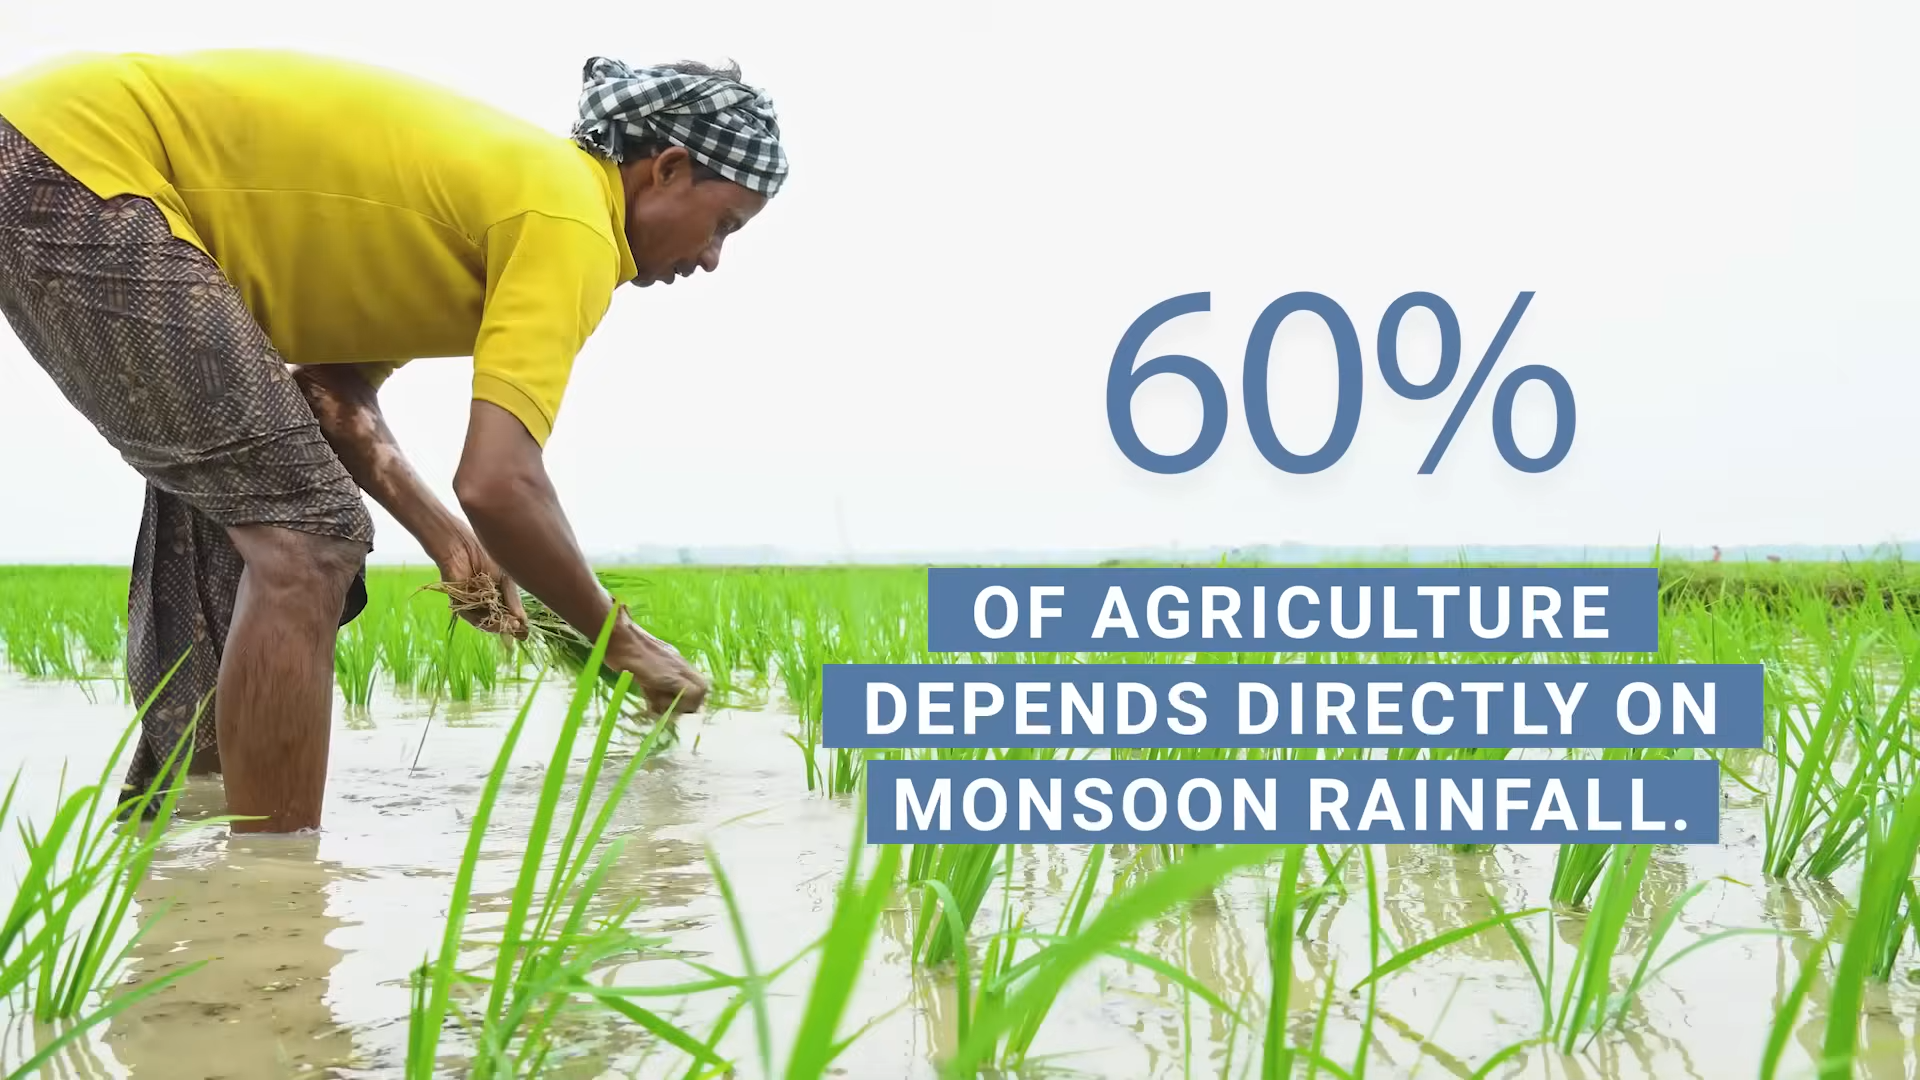 60%
OF AGRICULTURE
DEPENDS DIRECTLY ON
MONSOON RAINFALL.